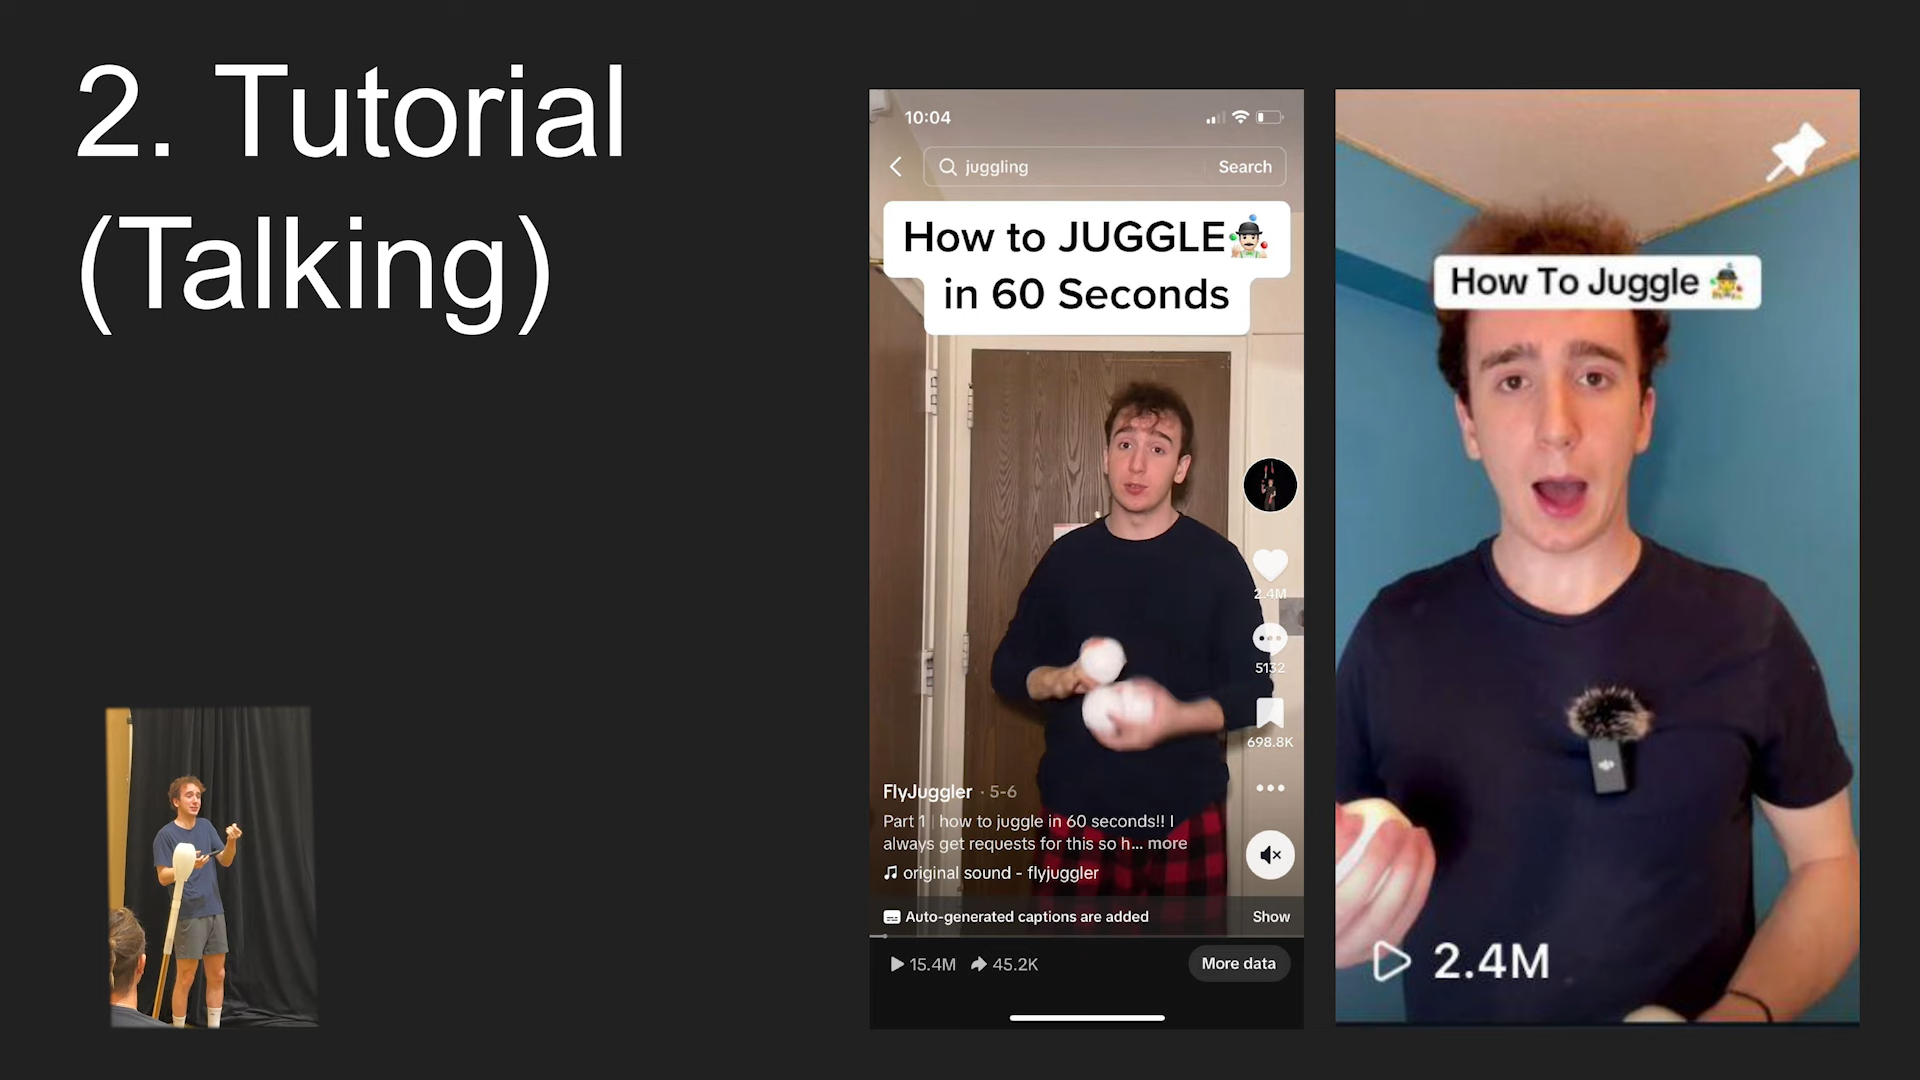 2. Tutorial
(Talking)
10:04
juggling
Search
How to JUGGLE🤹🏻‍♂️
in 60 Seconds
2.4M
5132
698.8K
FlyJuggler · 5-6
Part 1 | how to juggle in 60 seconds!! I
always get requests for this so h... more
original sound - flyjuggler
Auto-generated captions are added
Show
15.4M
45.2K
More data
How To Juggle 🤹
2.4M